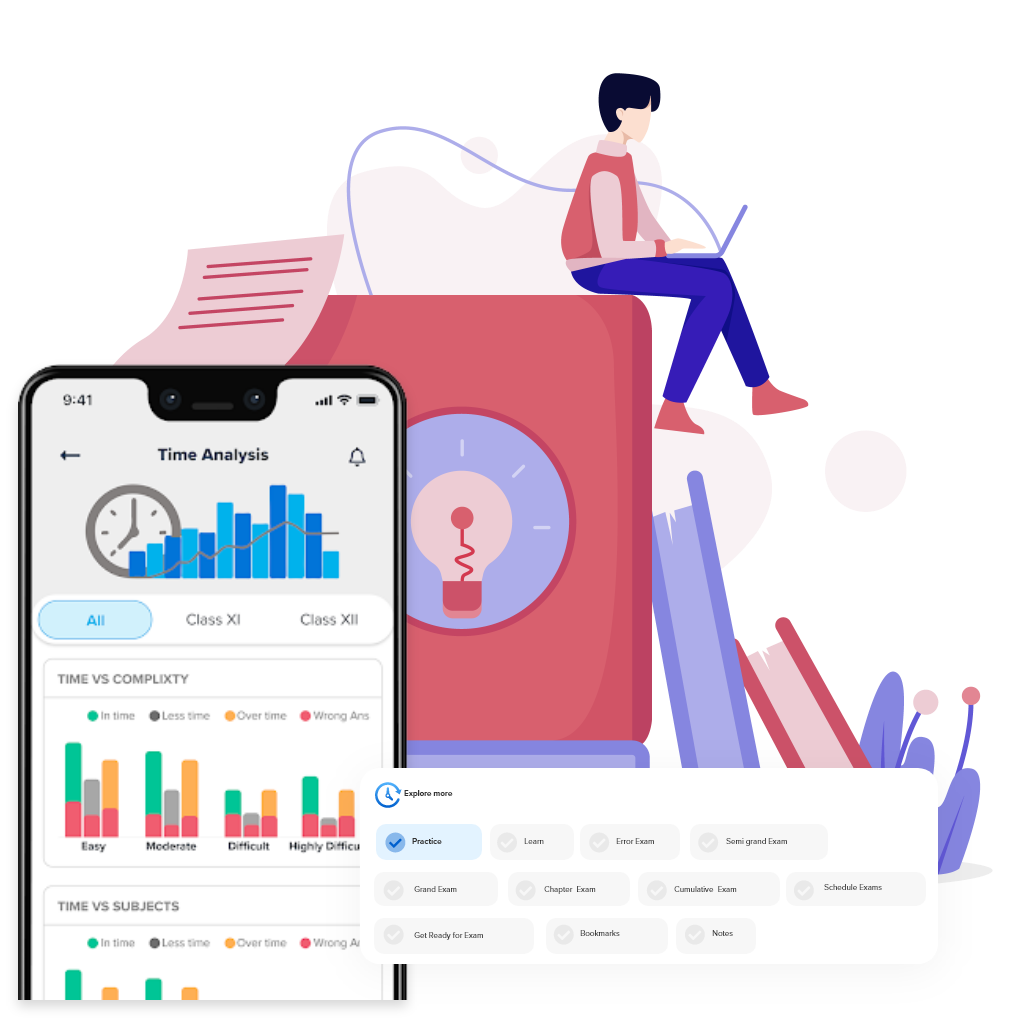 9:41
Time Analysis
All Class XI Class XII
TIME VS COMPLIXTY
In time Less time Over time Wrong Ans
Easy Moderate Difficult Highly Difficu
TIME VS SUBJECTS
In time Less time Over time Wrong An
Explore more
Practice Learn Error Exam Semi grand Exam
Grand Exam Chapter Exam Cumulative Exam Schedule Exams
Get Ready for Exam Bookmarks Notes